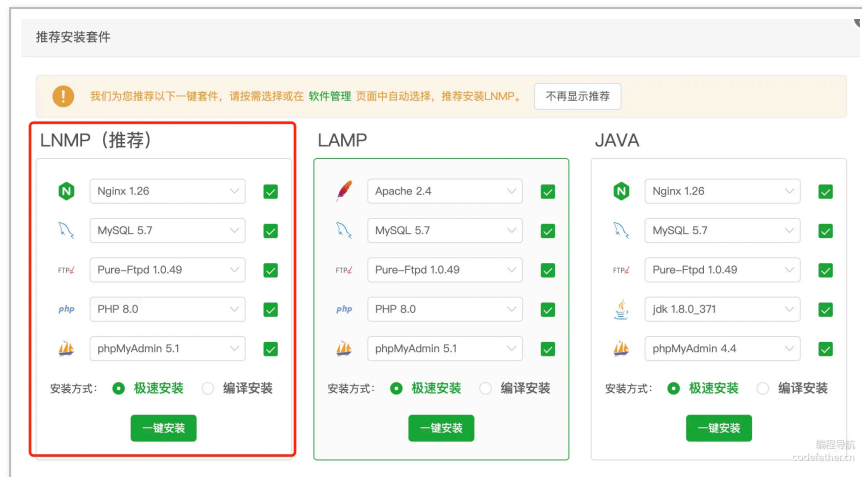 推荐安装套件
我们为您推荐以下一键套件，请按需选择或在 软件管理 页面中自动选择，推荐安装LNMP。 不再显示推荐
LNMP（推荐）
Nginx 1.26
MySQL 5.7
FTP Pure-Ftpd 1.0.49
php PHP 8.0
phpMyAdmin 5.1
安装方式: 极速安装 编译安装
一键安装
LAMP
Apache 2.4
MySQL 5.7
FTP Pure-Ftpd 1.0.49
php PHP 8.0
phpMyAdmin 5.1
安装方式: 极速安装 编译安装
一键安装
JAVA
Nginx 1.26
MySQL 5.7
FTP Pure-Ftpd 1.0.49
jdk 1.8.0_371
phpMyAdmin 4.4
安装方式: 极速安装 编译安装
一键安装
编程导航
codefather.cn